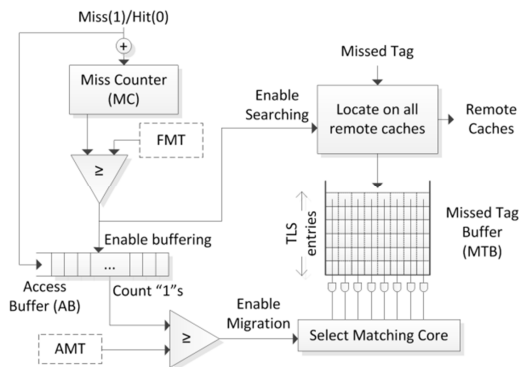 Miss(1)/Hit(0)
+
Miss Counter
(MC)
FMT
≥
Enable buffering
...
Access
Buffer (AB)
Count "1"s
AMT
≥
Enable
Migration
Missed Tag
Enable
Searching
Locate on all
remote caches
Remote
Caches
TLS
entries
Missed Tag
Buffer
(MTB)
Select Matching Core